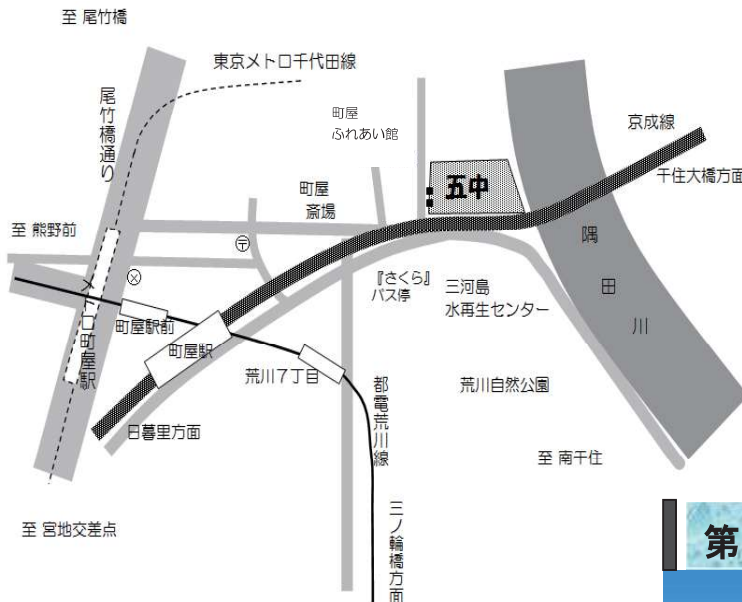 至 尾竹橋
東京メトロ千代田線
尾竹橋通り
町屋
ふれあい館
京成線
千住大橋方面
五中
町屋
斎場
至 熊野前
〒
隅田川
『さくら』
バス停
三河島
水再生センター
町屋駅前
メトロ町屋駅
町屋駅
荒川7丁目
都電荒川線
荒川自然公園
日暮里方面
至 南千住
至 宮地交差点
三ノ輪橋方面
第